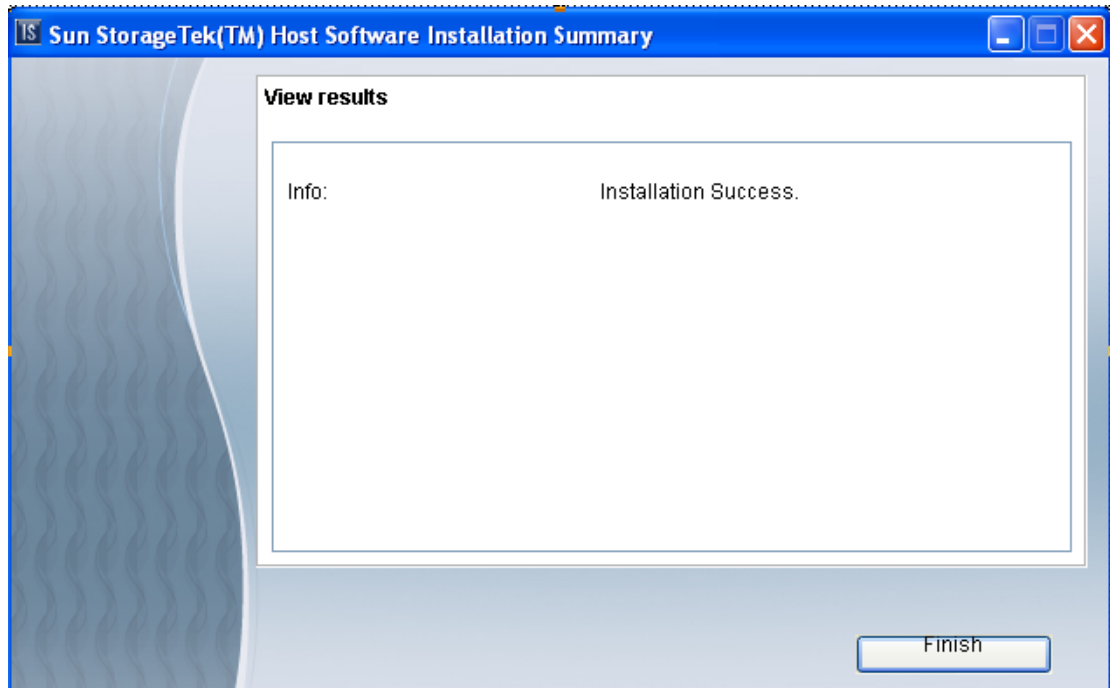 IS Sun StorageTek(TM) Host Software Installation Summary
View results
Info: Installation Success.
Finish